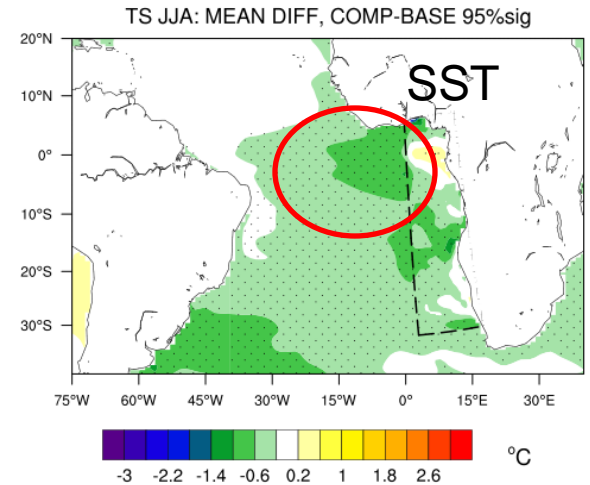 TS JJA: MEAN DIFF, COMP-BASE 95%sig
20°N
SST
10°N
0°
10°S
20°S
30°S
75°W 60°W 45°W 30°W 15°W 0° 15°E 30°E
-3 -2.2 -1.4 -0.6 0.2 1 1.8 2.6
°C